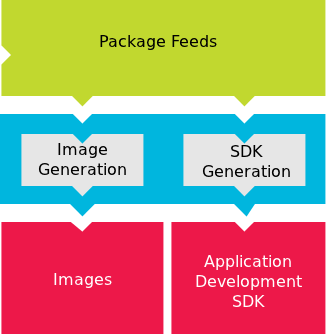 Package Feeds
Image
Generation
SDK
Generation
Images
Application
Development
SDK